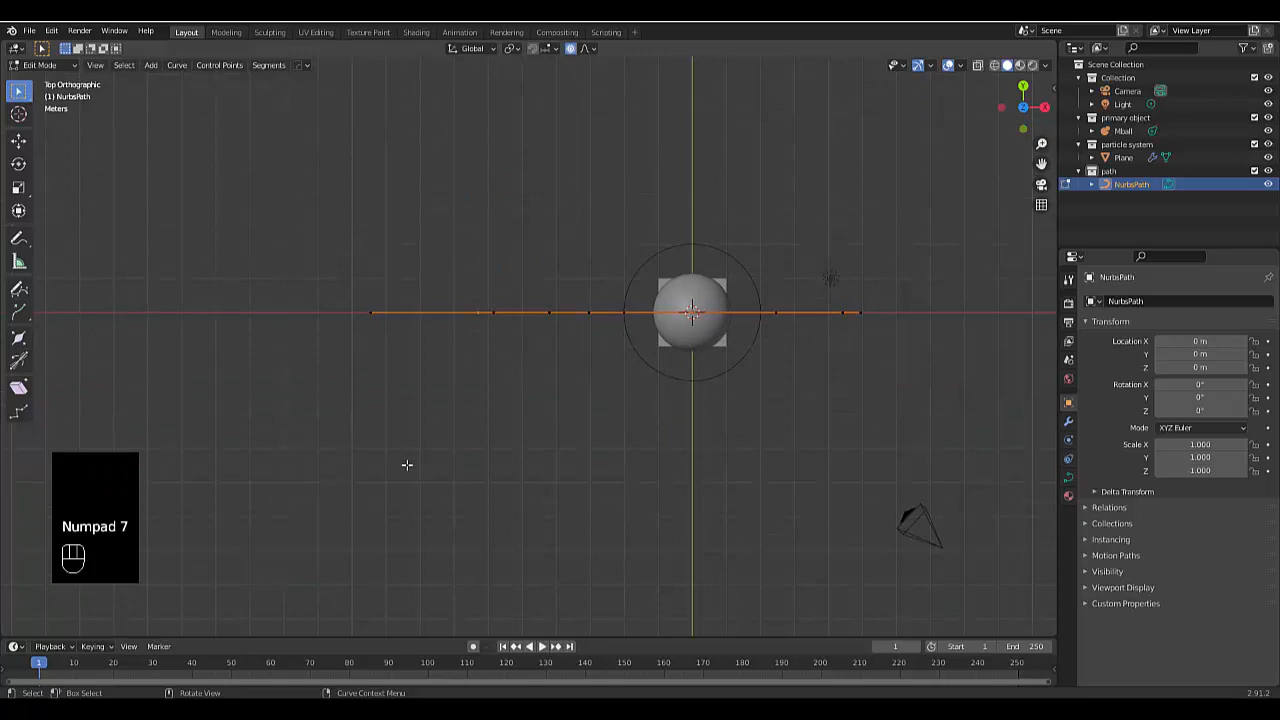 File Edit Render Window Help Layout Modeling Sculpting UV Editing Texture Paint Shading Animation Rendering Compositing Scripting + Scene View Layer
Global
Edit Mode View Select Add Curve Control Points Segments
Top Orthographic
(1) NurbsPath
Meters
Scene Collection
Collection
Camera
Light
primary object
Mball
particle system
Plane
path
NurbsPath
NurbsPath
NurbsPath
Transform
Location X 0 m
Y 0 m
Z 0 m
Rotation X 0°
Y 0°
Z 0°
Mode XYZ Euler
Scale X 1.000
Y 1.000
Z 1.000
Delta Transform
Relations
Collections
Instancing
Motion Paths
Visibility
Viewport Display
Custom Properties
Numpad 7
Playback Keying View Marker 1 Start 1 End 250
1 10 20 30 40 50 60 70 80 90 100 110 120 130 140 150 160 170 180 190 200 210 220 230 240 250
Select Box Select Rotate View Curve Context Menu 2.91.2